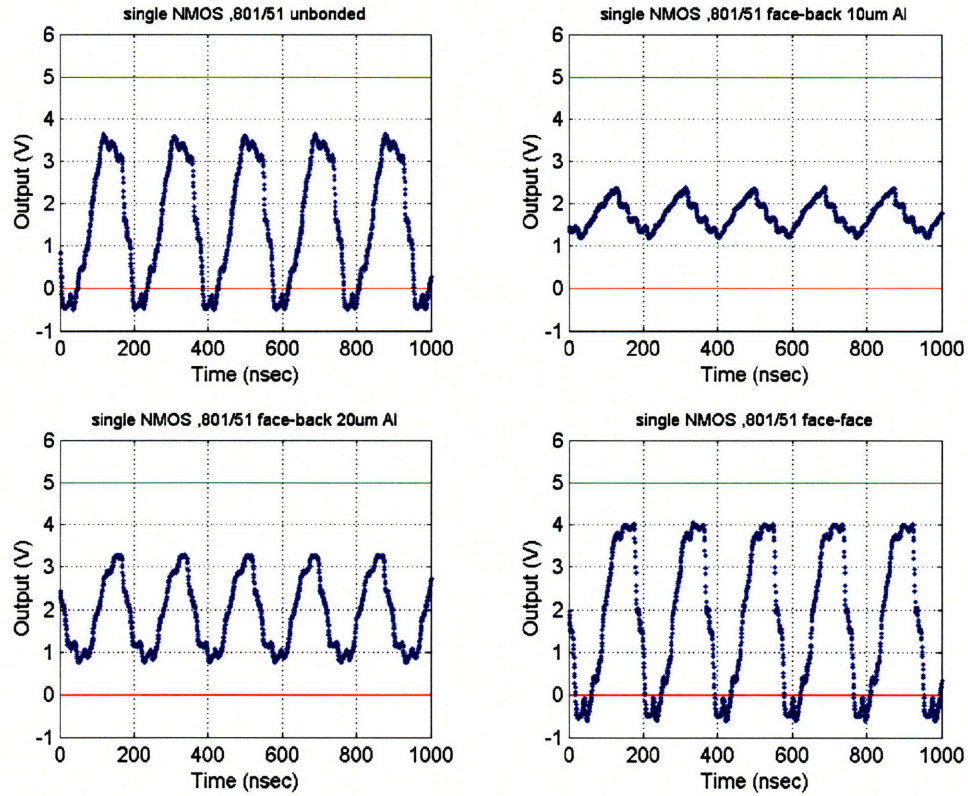 single NMOS ,801/51 unbonded
6
5
4
3
2
1
0
-1
Output (V)
0 200 400 600 800 1000
Time (nsec)
single NMOS ,801/51 face-back 10um Al
6
5
4
3
2
1
0
-1
Output (V)
0 200 400 600 800 1000
Time (nsec)
single NMOS ,801/51 face-back 20um Al
6
5
4
3
2
1
0
-1
Output (V)
0 200 400 600 800 1000
Time (nsec)
single NMOS ,801/51 face-face
6
5
4
3
2
1
0
-1
Output (V)
0 200 400 600 800 1000
Time (nsec)